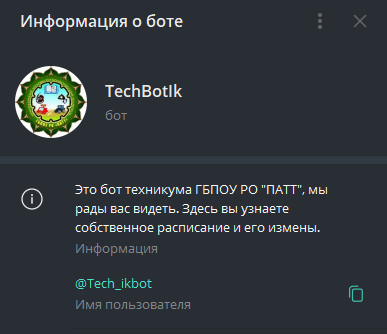 Информация о боте
TechBotIk
бот
Это бот техникума ГБПОУ РО "ПАТТ", мы
рады вас видеть. Здесь вы узнаете
собственное расписание и его измены.
Информация
@Tech_ikbot
Имя пользователя